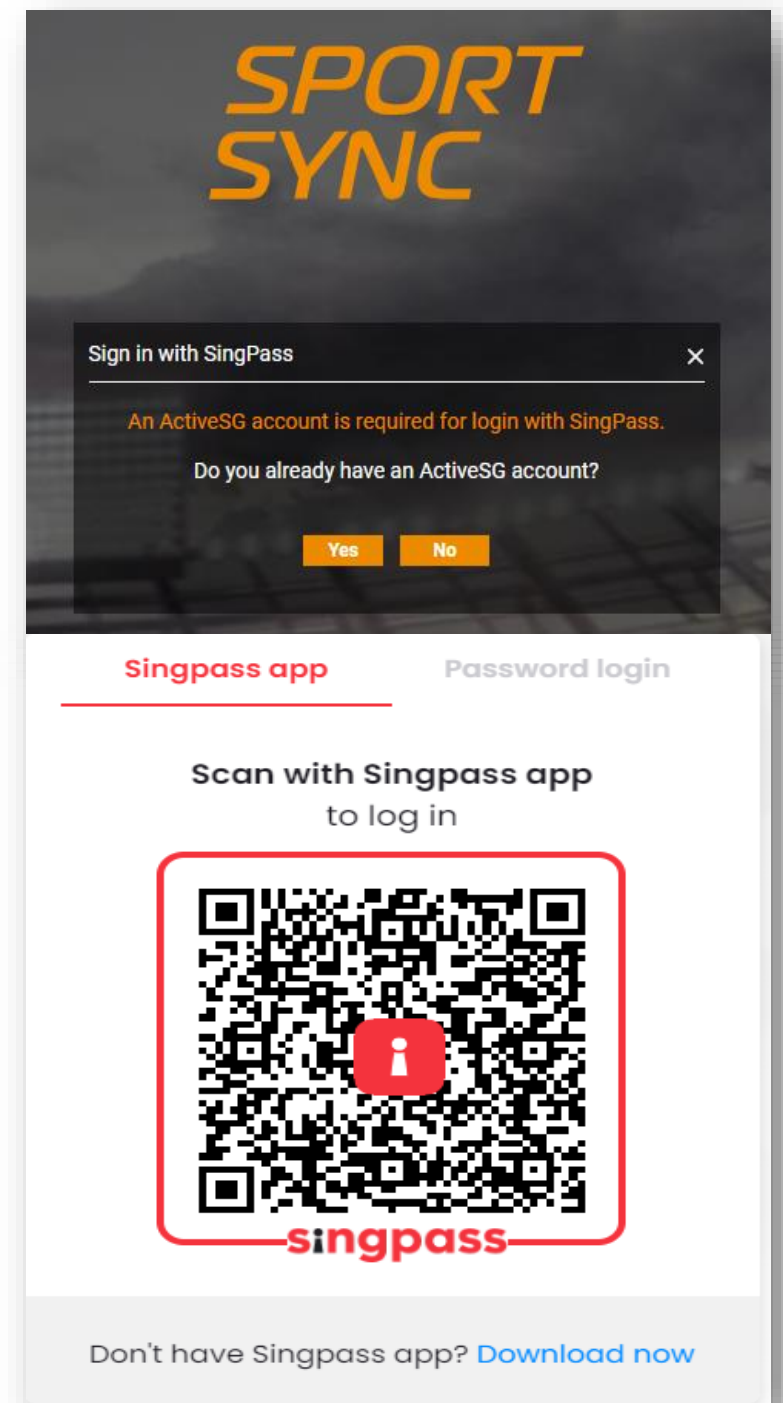 SPORT
SYNC
Sign in with SingPass
An ActiveSG account is required for login with SingPass.
Do you already have an ActiveSG account?
Yes No
Singpass app Password login
Scan with Singpass app
to log in
singpass
Don't have Singpass app? Download now